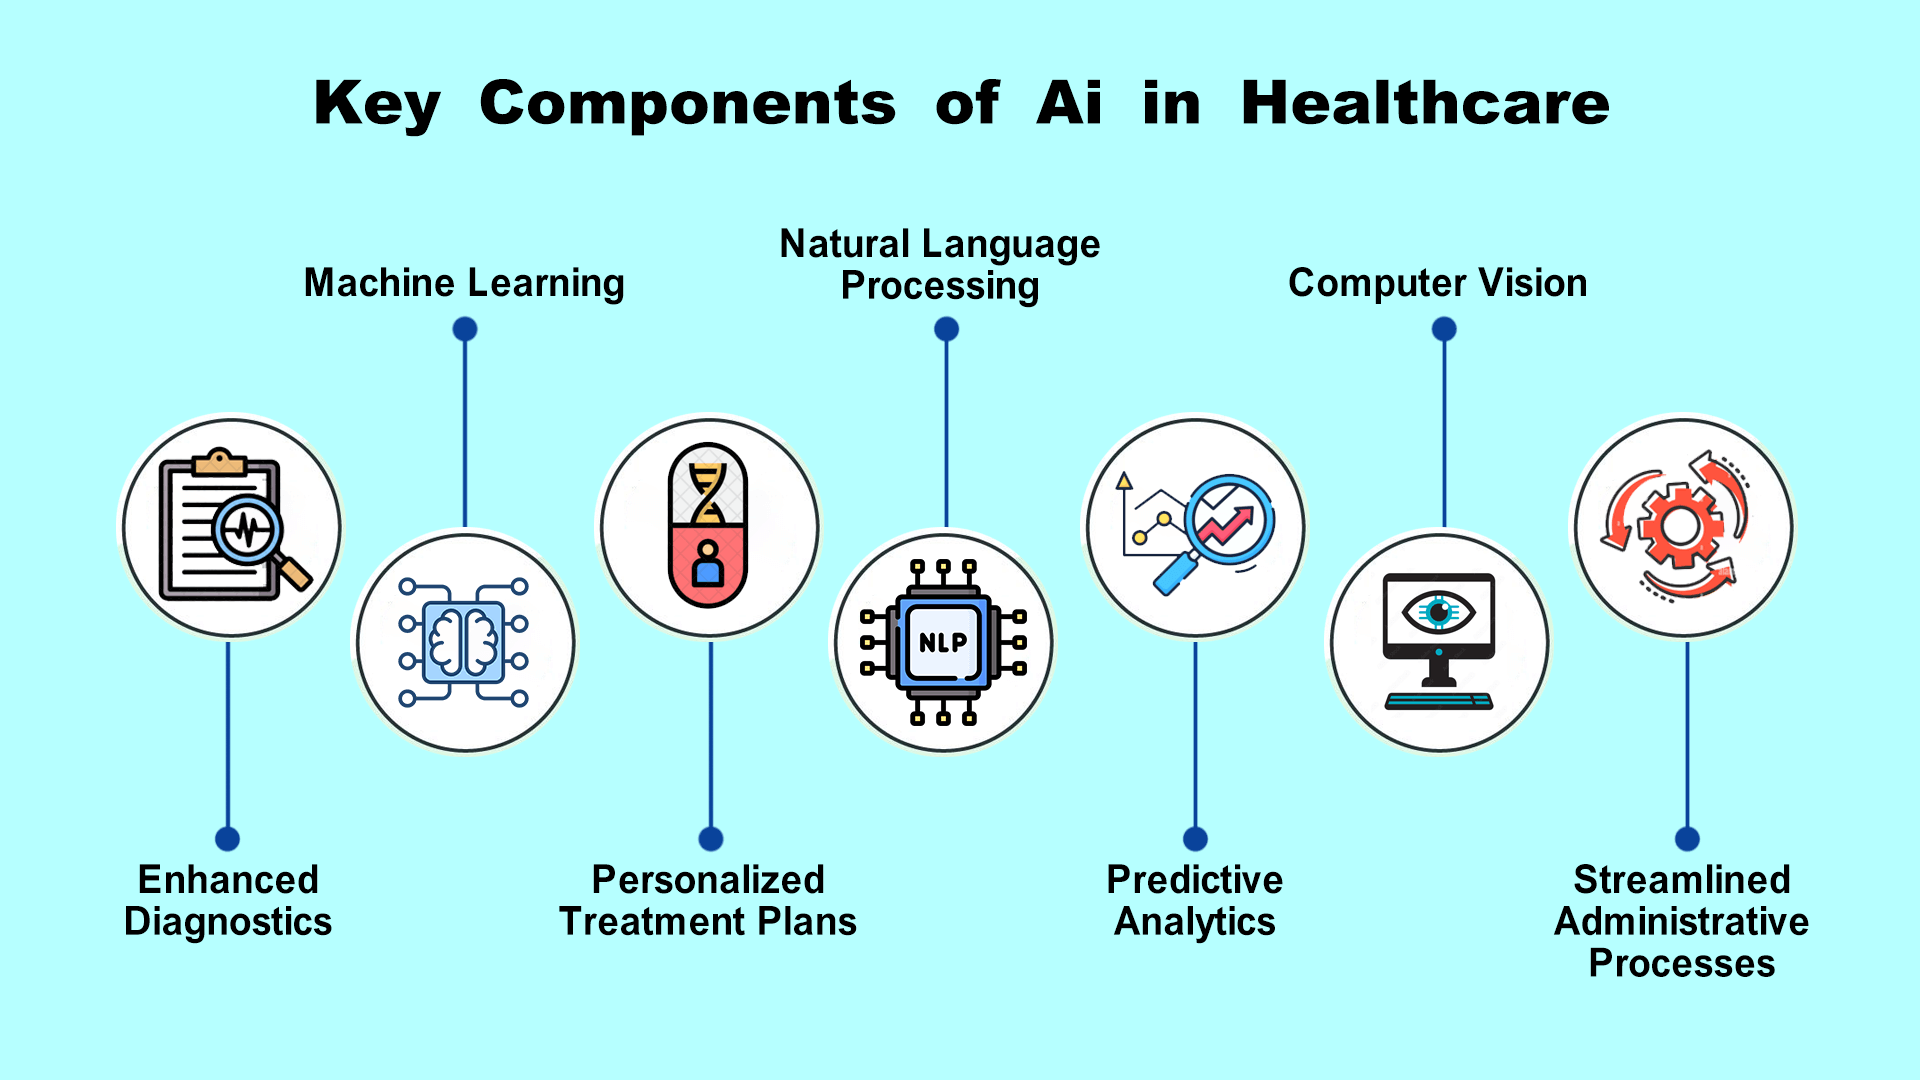 Key Components of Ai in Healthcare
Natural Language
Processing
Machine Learning
Computer Vision
NLP
Enhanced
Diagnostics
Personalized
Treatment Plans
Predictive
Analytics
Streamlined
Administrative
Processes